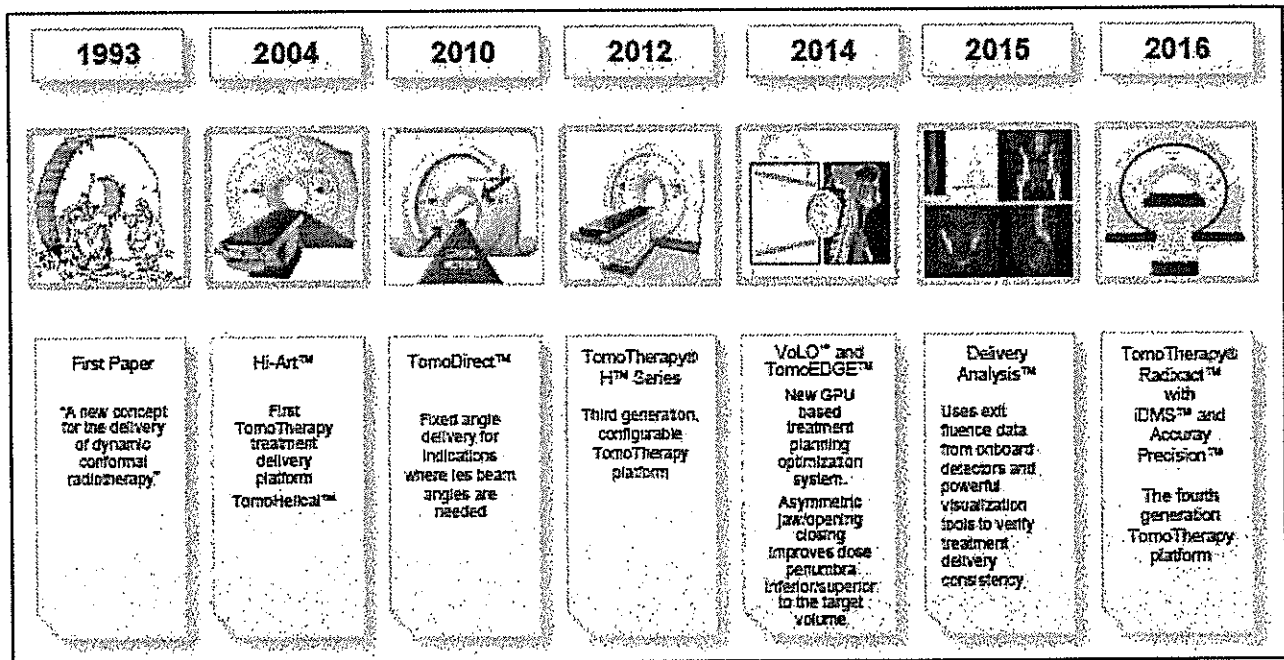 1993
2004
2010
2012
2014
2015
2016
First Paper
"A new concept
for the delivery
of dynamic
conformal
radiotherapy."
Hi-Art™
First
TomoTherapy
treatment
delivery
platform
TomoHelical™
TomoDirect™
Fixed angle
delivery for
indications
where les beam
angles are
needed
TomoTherapy®
H™ Series
Third generation,
configurable
TomoTherapy
platform
VoLO™ and
TomoEDGE™
New GPU
based
treatment
planning
optimization
system.
Asymmetric
jaw/opening
closing
improves dose
penumbra
inferior/superior
to the target
volume.
Delivery
Analysis™
Uses exit
fluence data
from onboard
detectors and
powerful
visualization
tools to verify
treatment
delivery
consistency
TomoTherapy®
Radixact™
with
iDMS™ and
Accuray
Precision™
The fourth
generation
TomoTherapy
platform